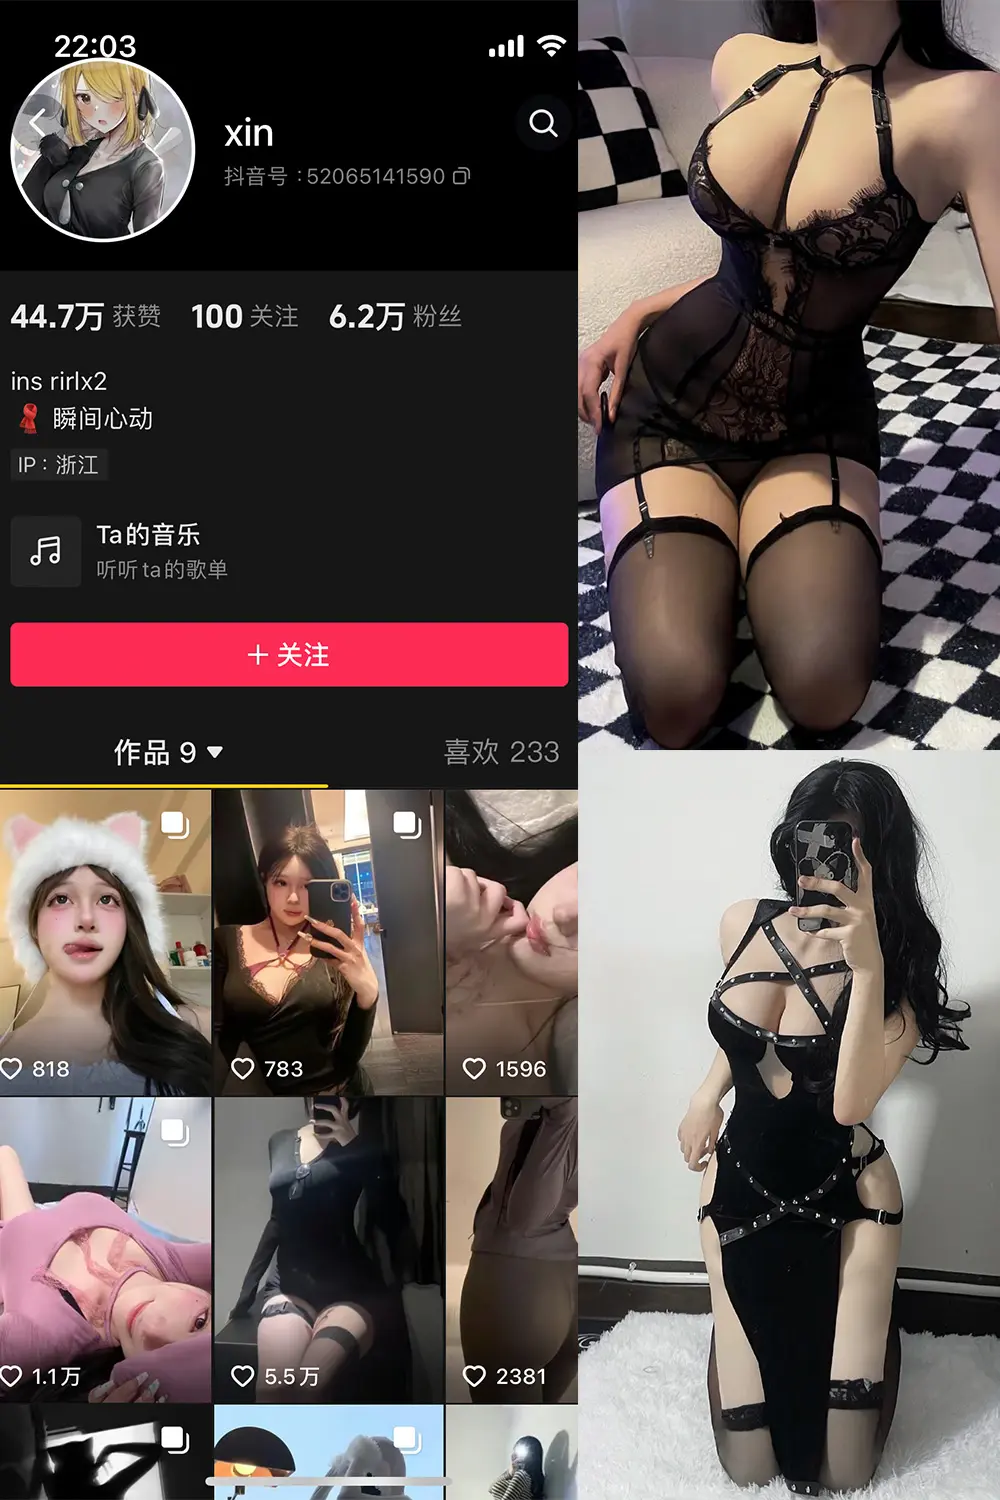 22:03
xin
抖音号：52065141590
44.7万 获赞 100 关注 6.2万 粉丝
ins rirlx2
瞬间心动
IP：浙江
Ta的音乐
听听ta的歌单
+ 关注
作品 9 喜欢 233
818 783 1596
1.1万 5.5万 2381